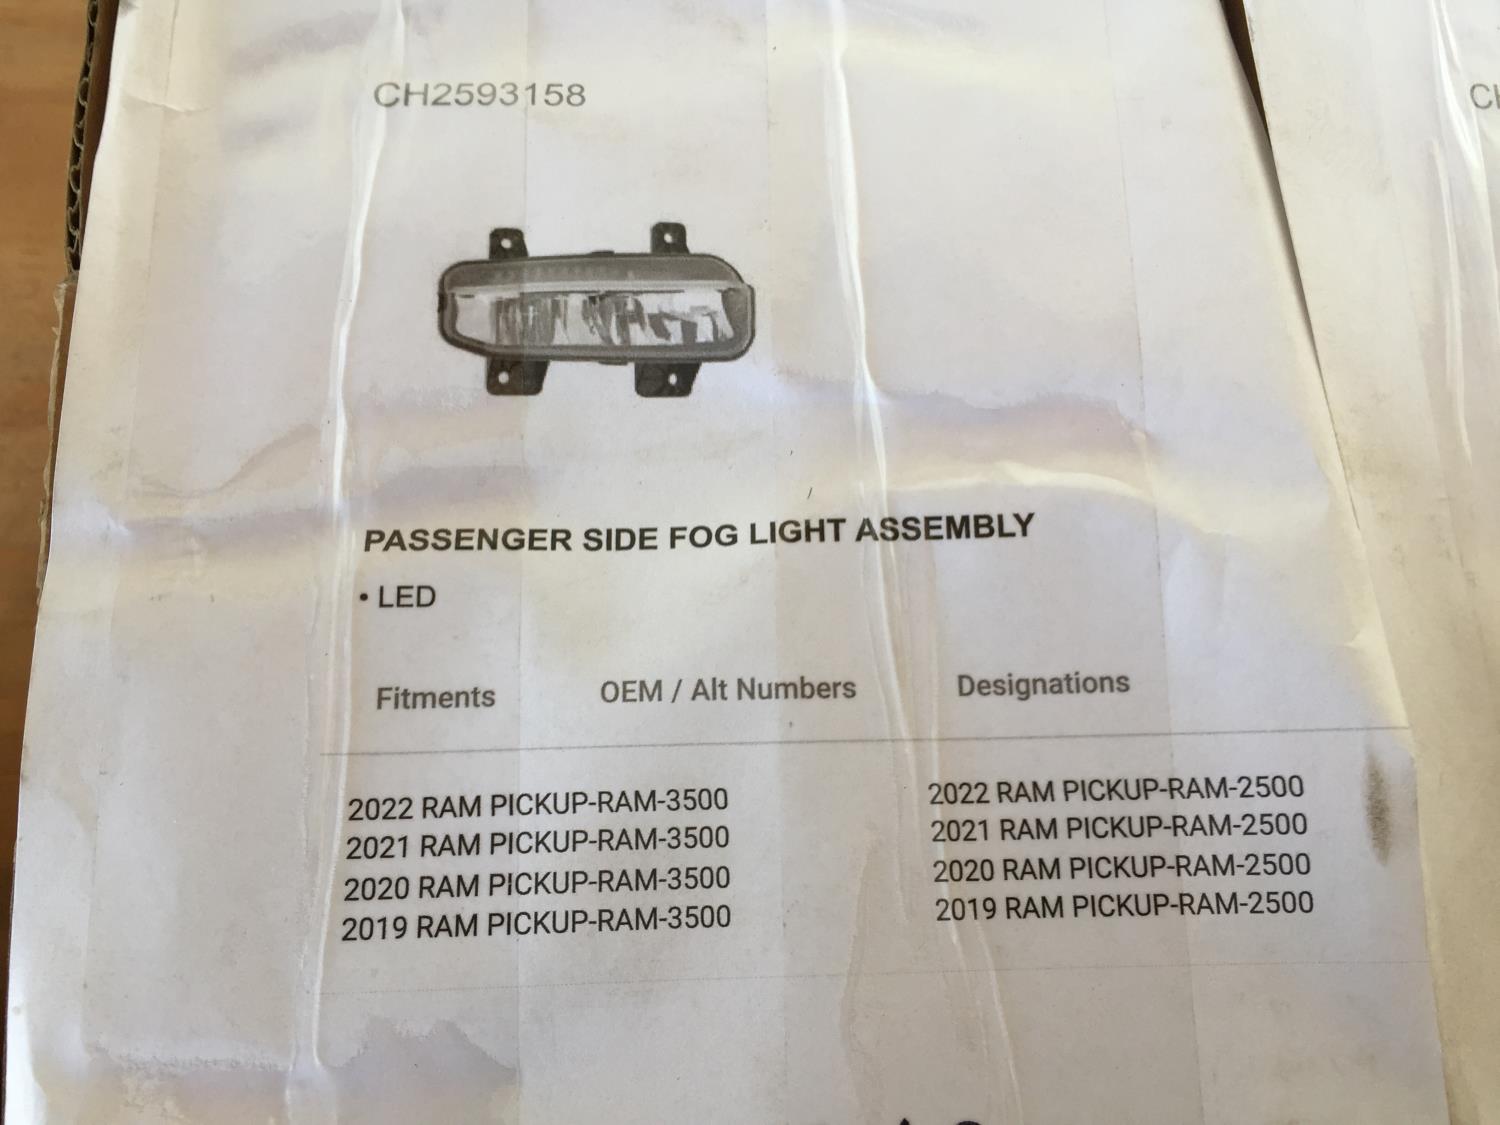 CH2593158
PASSENGER SIDE FOG LIGHT ASSEMBLY
• LED
Fitments OEM / Alt Numbers Designations
2022 RAM PICKUP-RAM-3500 2022 RAM PICKUP-RAM-2500
2021 RAM PICKUP-RAM-3500 2021 RAM PICKUP-RAM-2500
2020 RAM PICKUP-RAM-3500 2020 RAM PICKUP-RAM-2500
2019 RAM PICKUP-RAM-3500 2019 RAM PICKUP-RAM-2500